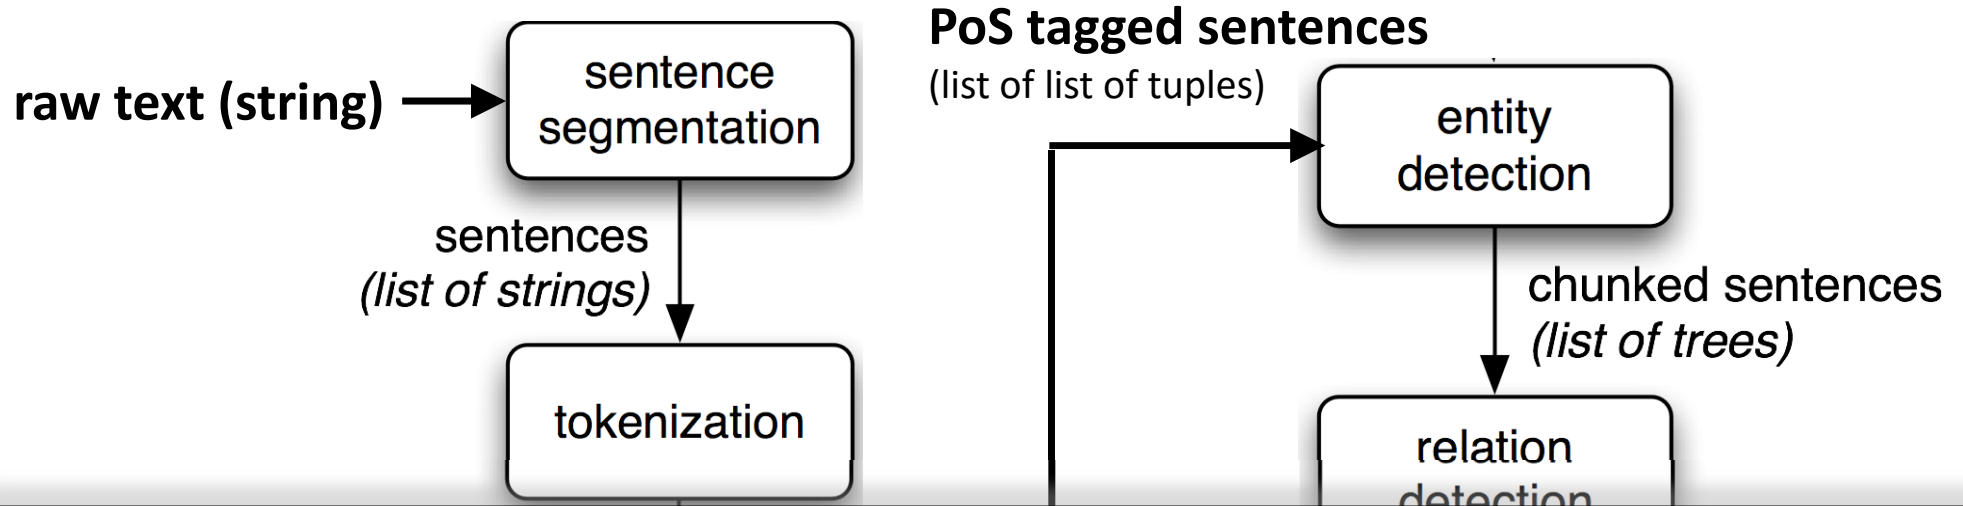 raw text (string)
sentence
segmentation
sentences
(list of strings)
tokenization
PoS tagged sentences
(list of list of tuples)
entity
detection
chunked sentences
(list of trees)
relation
detection